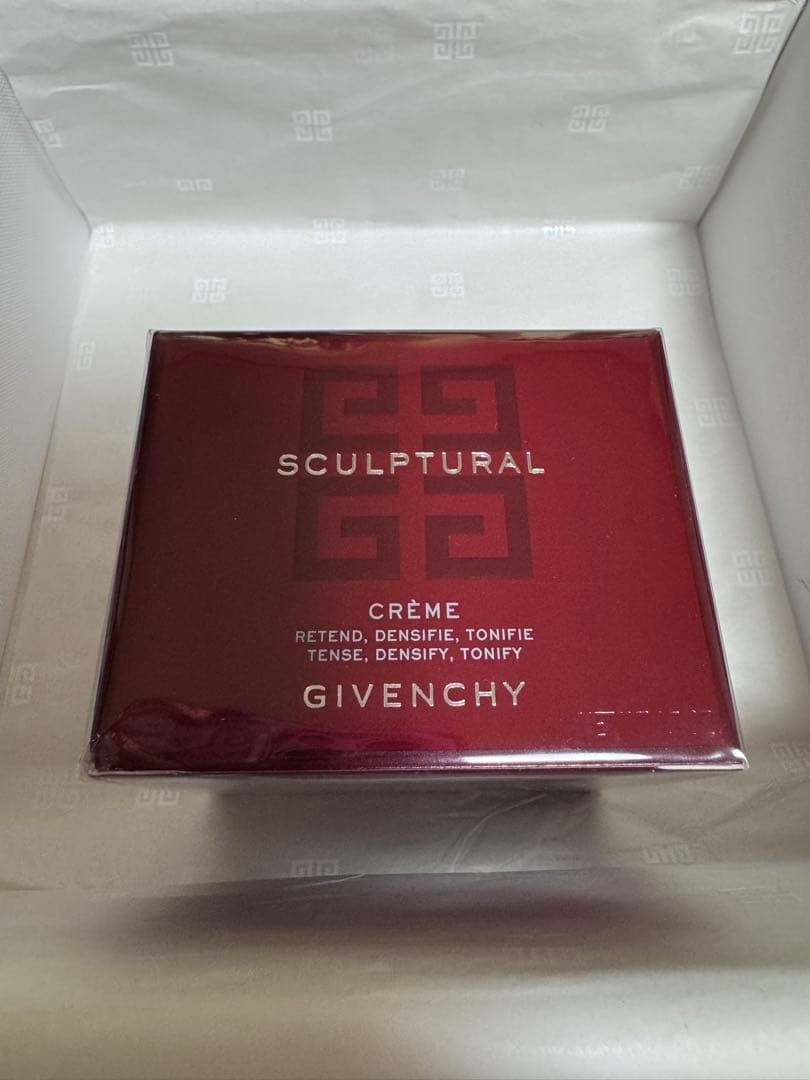 SCULPTURAL
CRÈME
RETEND, DENSIFIE, TONIFIE
TENSE, DENSIFY, TONIFY
GIVENCHY